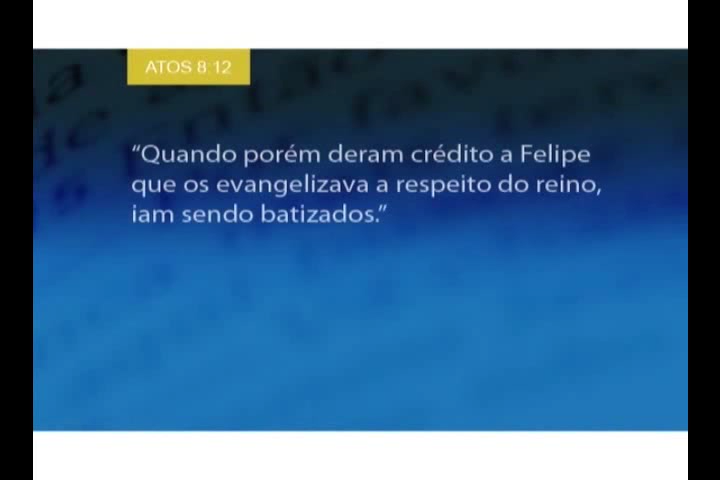 ATOS 8:12
“Quando porém deram crédito a Felipe
que os evangelizava a respeito do reino,
iam sendo batizados.”